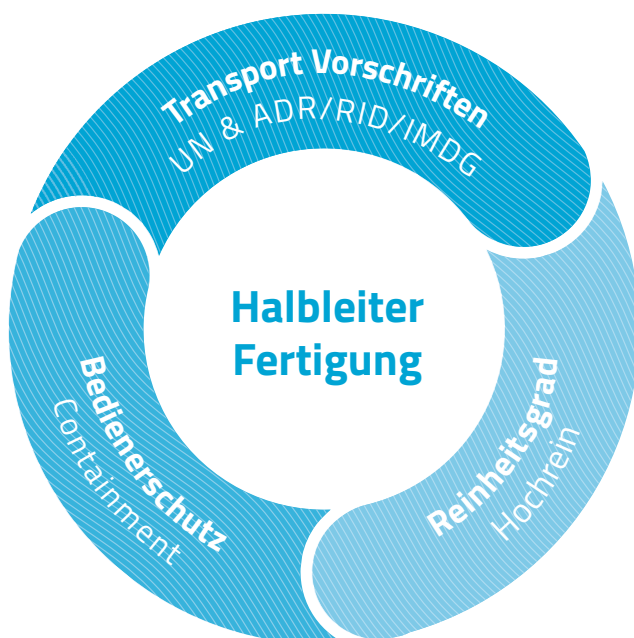 Transport Vorschriften
UN & ADR/RID/IMDG
Halbleiter
Fertigung
Bedienerschutz
Containment
Reinheitsgrad
Hochrein